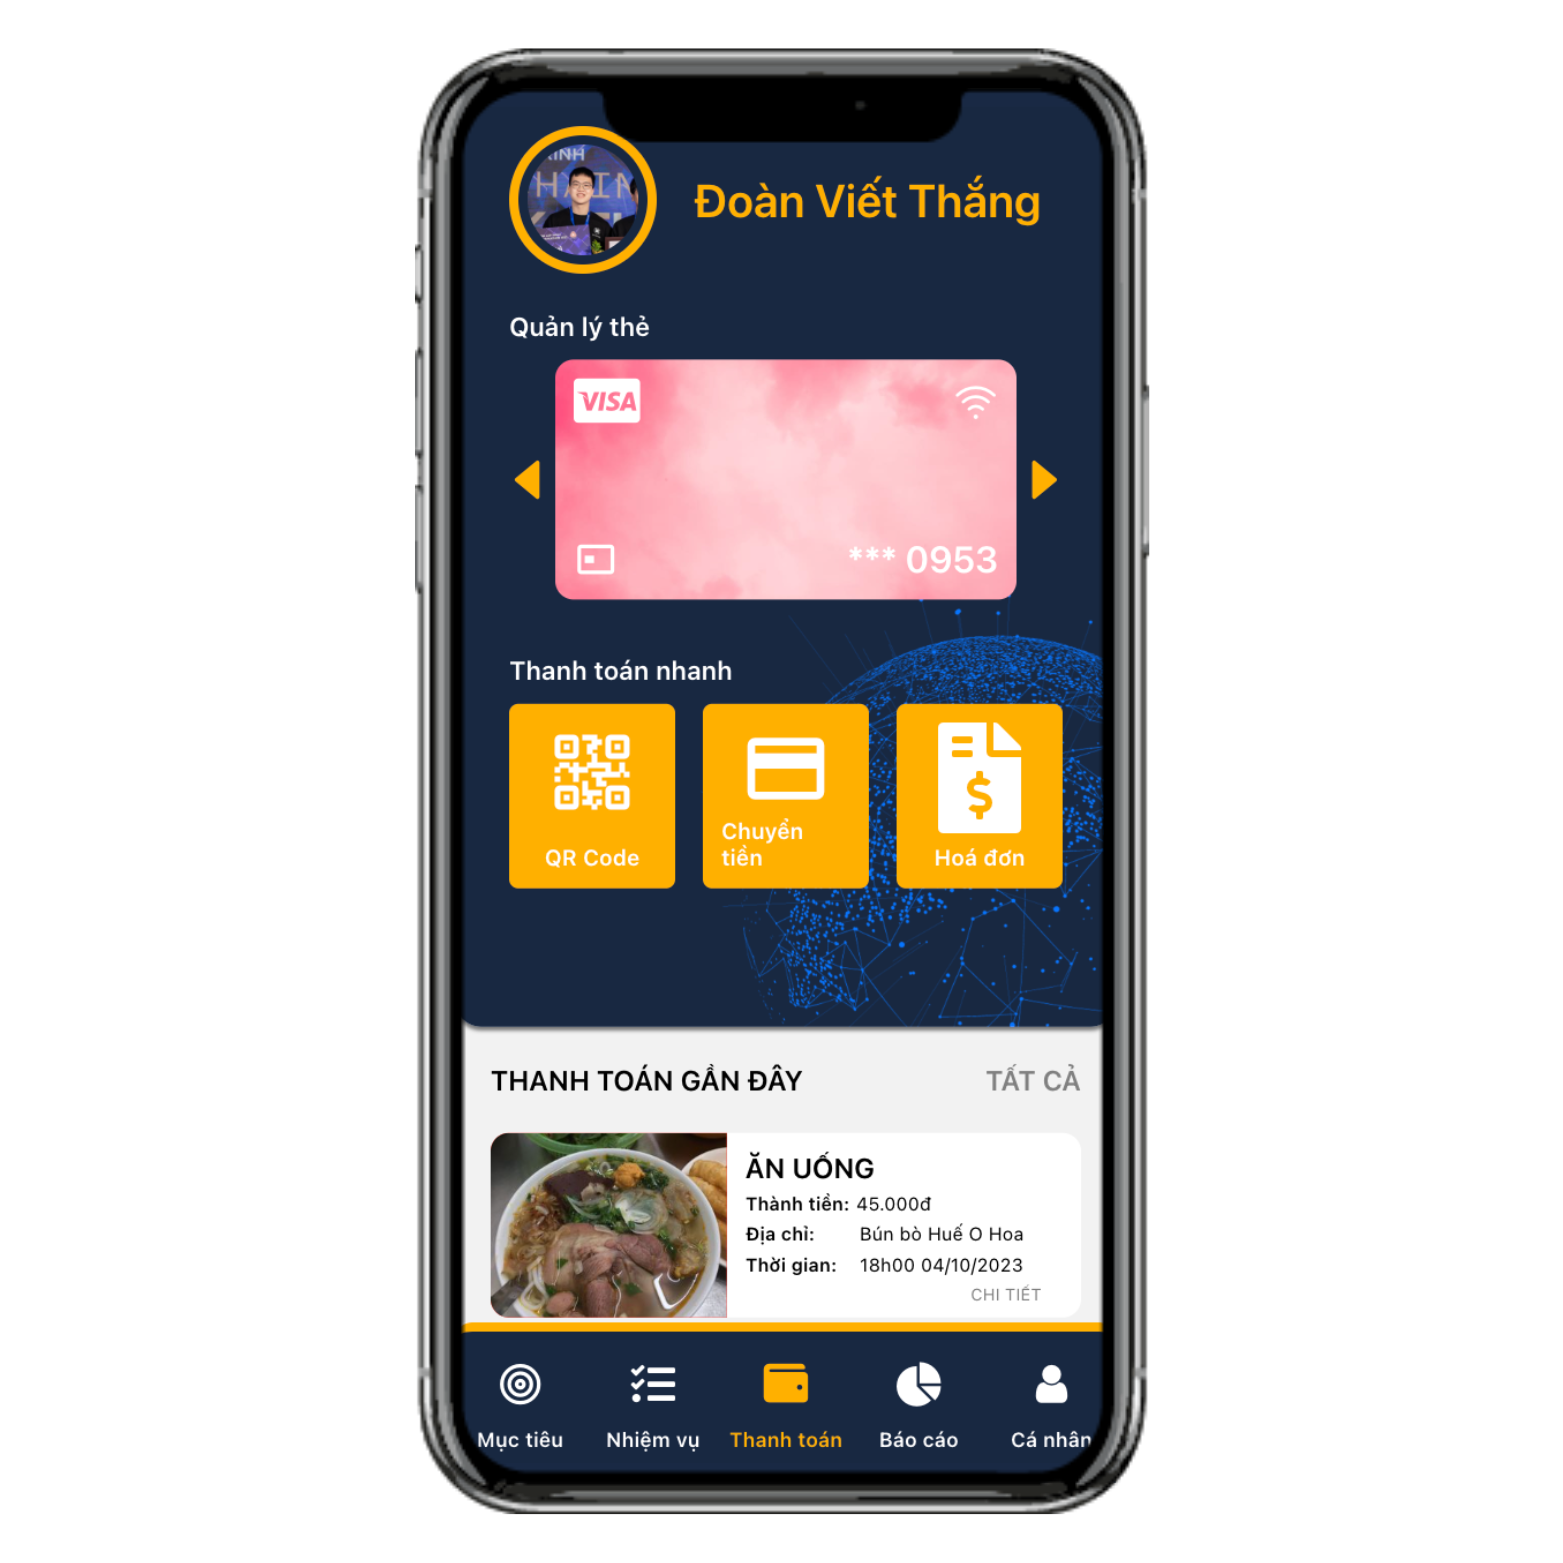 Đoàn Viết Thắng
Quản lý thẻ
VISA
*** 0953
Thanh toán nhanh
QR Code
Chuyển
tiền
Hoá đơn
THANH TOÁN GẦN ĐÂY
TẤT CẢ
ĂN UỐNG
Thành tiền: 45.000đ
Địa chỉ: Bún bò Huế O Hoa
Thời gian: 18h00 04/10/2023
CHI TIẾT
Mục tiêu
Nhiệm vụ
Thanh toán
Báo cáo
Cá nhân